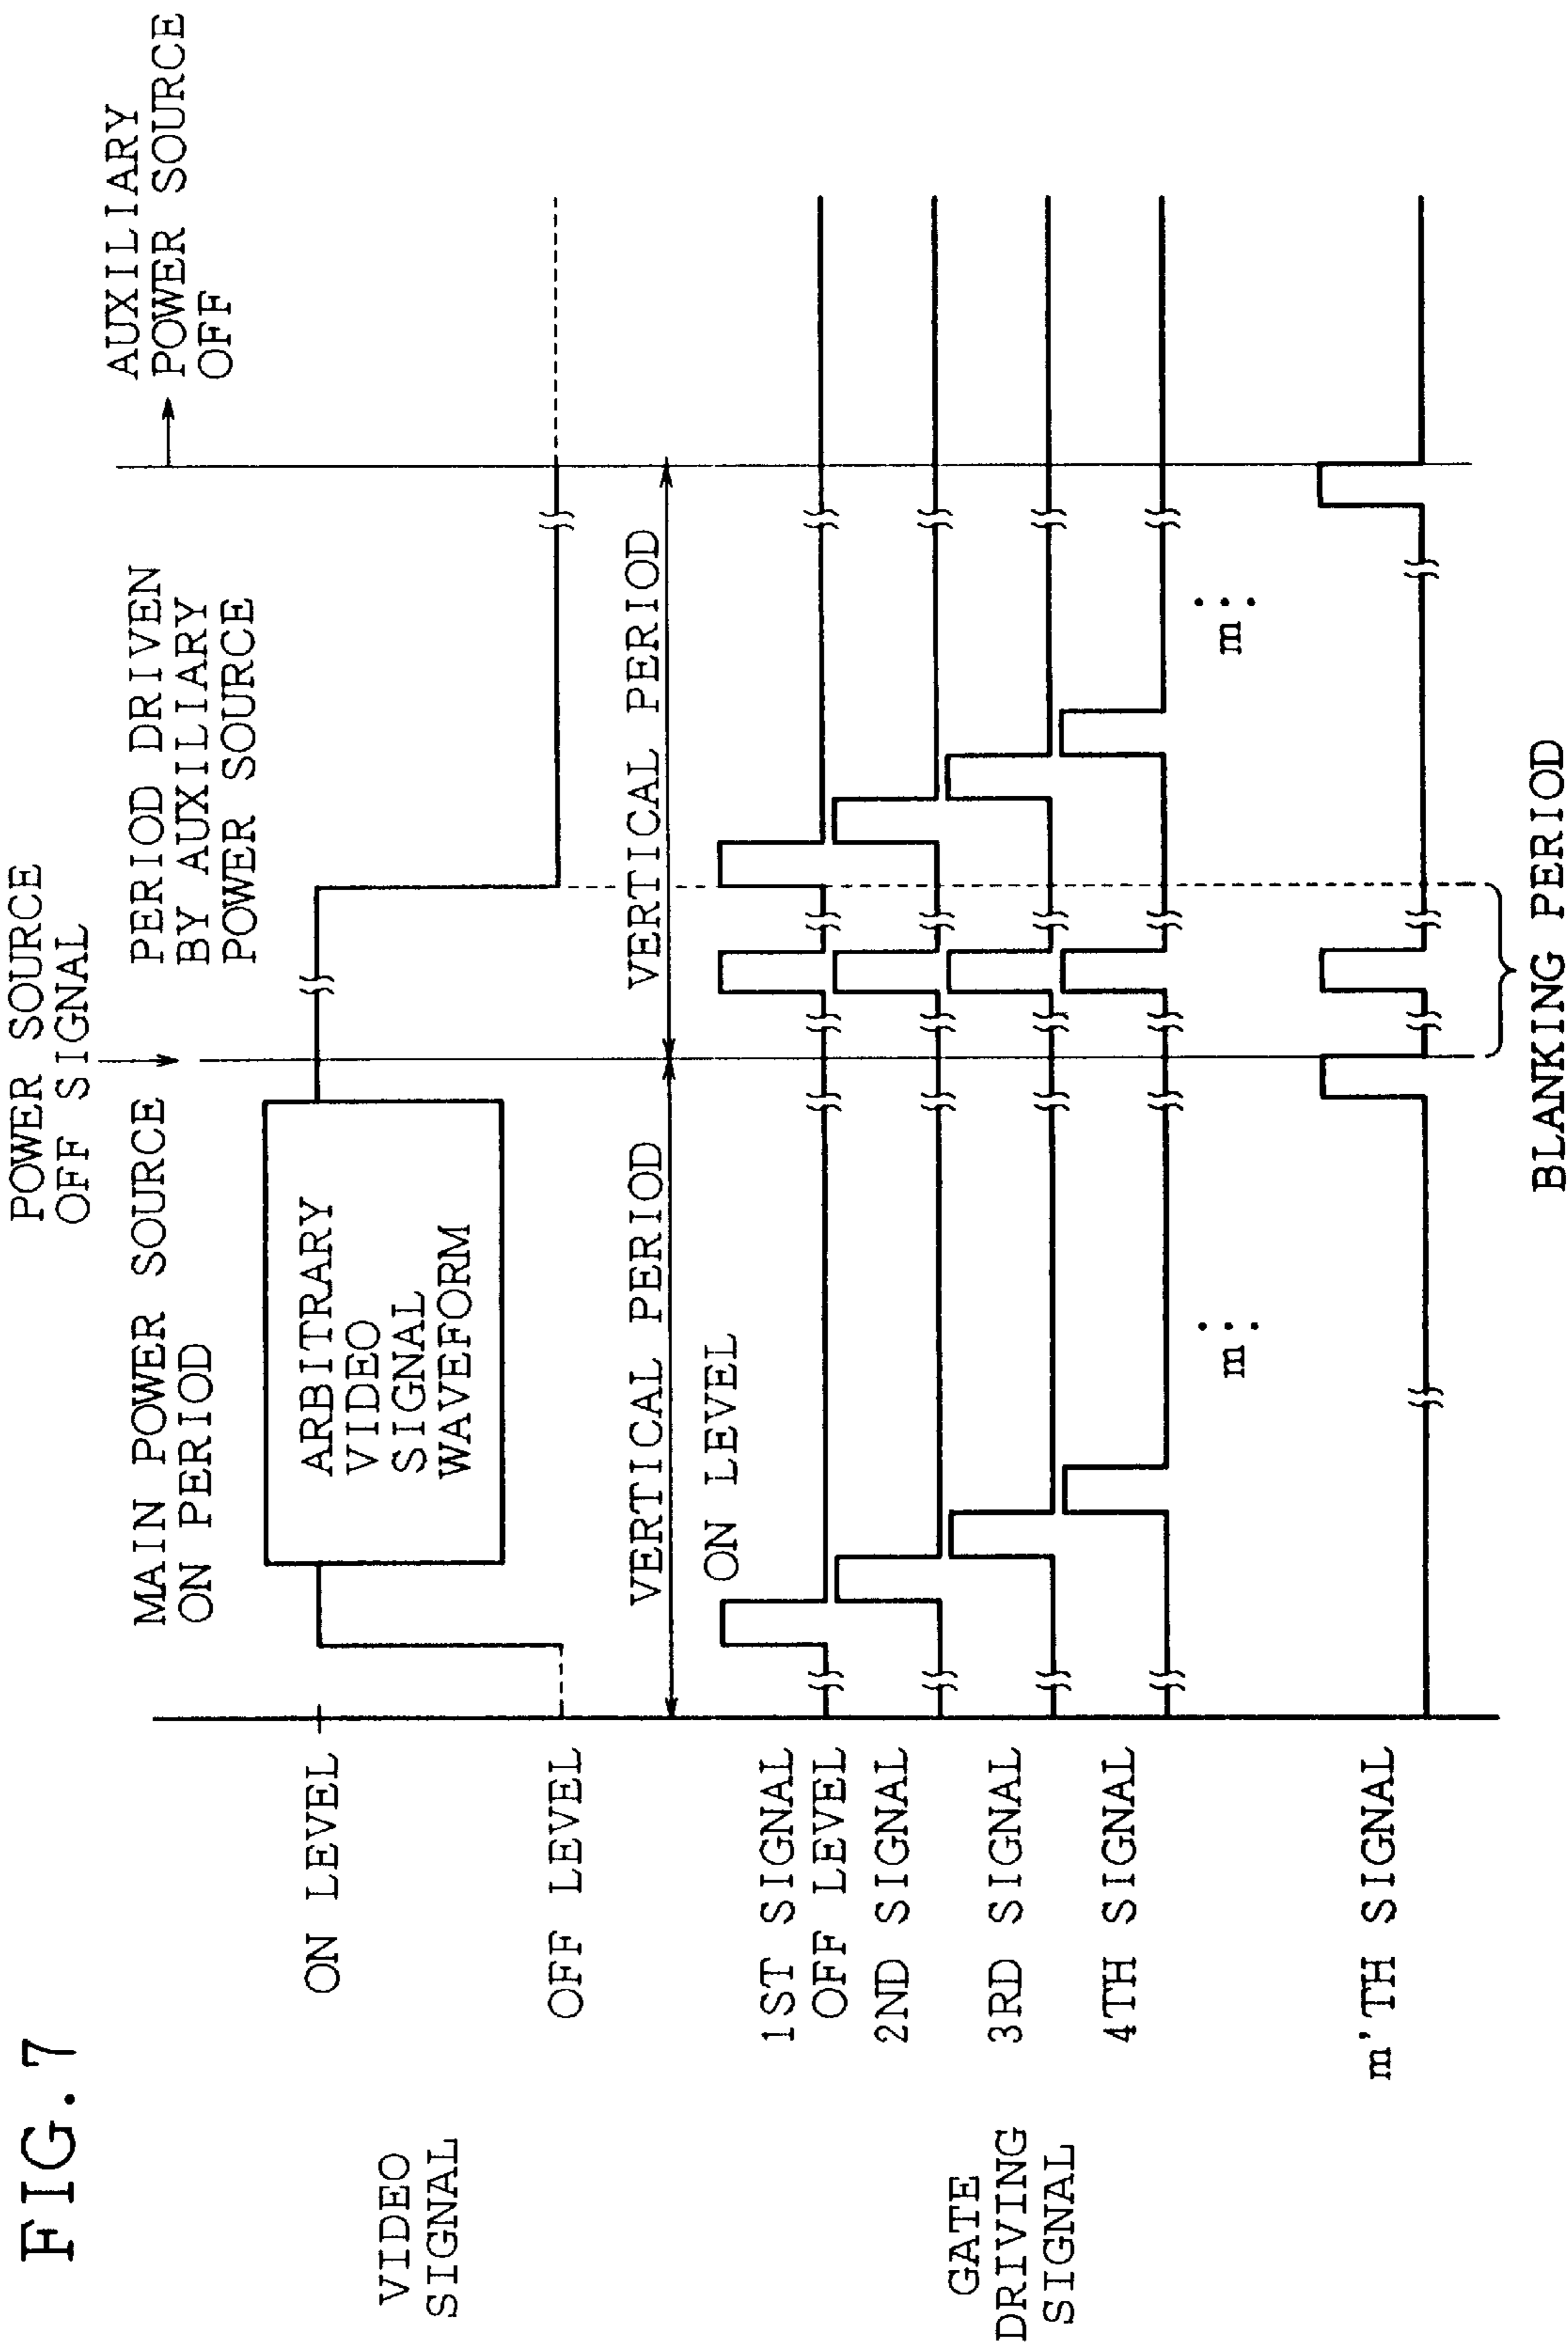 FIG.7
POWER SOURCE
OFF SIGNAL
MAIN POWER SOURCE
ON PERIOD
PERIOD DRIVEN
BY AUXILIARY
POWER SOURCE
AUXILIARY
POWER SOURCE
OFF
VIDEO
SIGNAL
ON LEVEL
OFF LEVEL
ARBITRARY
VIDEO
SIGNAL
WAVEFORM
VERTICAL PERIOD
VERTICAL PERIOD
ON LEVEL
GATE
DRIVING
SIGNAL
1ST SIGNAL
OFF LEVEL
2ND SIGNAL
3RD SIGNAL
4TH SIGNAL
m'TH SIGNAL
m
m
BLANKING PERIOD